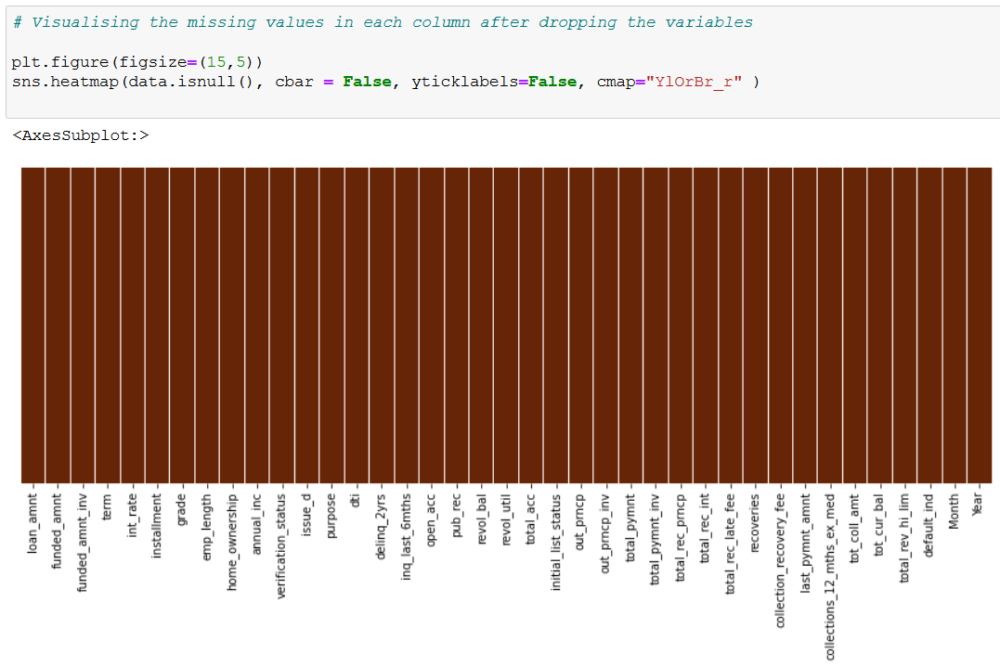 # Visualising the missing values in each column after dropping the variables
plt.figure(figsize=(15,5))
sns.heatmap(data.isnull(), cbar = False, yticklabels=False, cmap="YlOrBr_r" )
<AxesSubplot:>
loan_amnt
funded_amnt
funded_amnt_inv
term
int_rate
installment
grade
emp_length
home_ownership
annual_inc
verification_status
issue_d
purpose
dti
delinq_2yrs
inq_last_6mths
open_acc
pub_rec
revol_bal
revol_util
total_acc
initial_list_status
out_prncp
out_prncp_inv
total_pymnt
total_pymnt_inv
total_rec_prncp
total_rec_int
total_rec_late_fee
recoveries
collection_recovery_fee
last_pymnt_amnt
collections_12_mths_ex_med
tot_coll_amt
tot_cur_bal
total_rev_hi_lim
default_ind
Month
Year